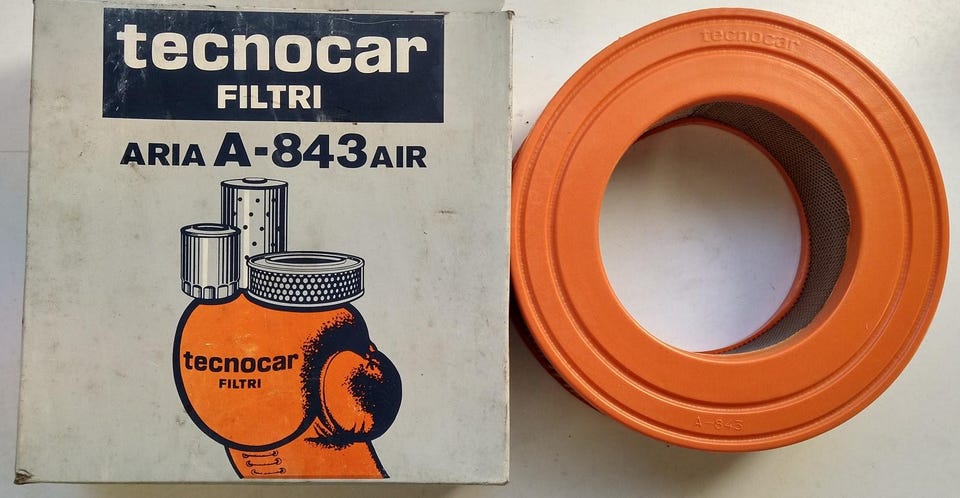 tecnocar
FILTRI
ARIA A-843 AIR
tecnocar
FILTRI
tecnocar
A-843